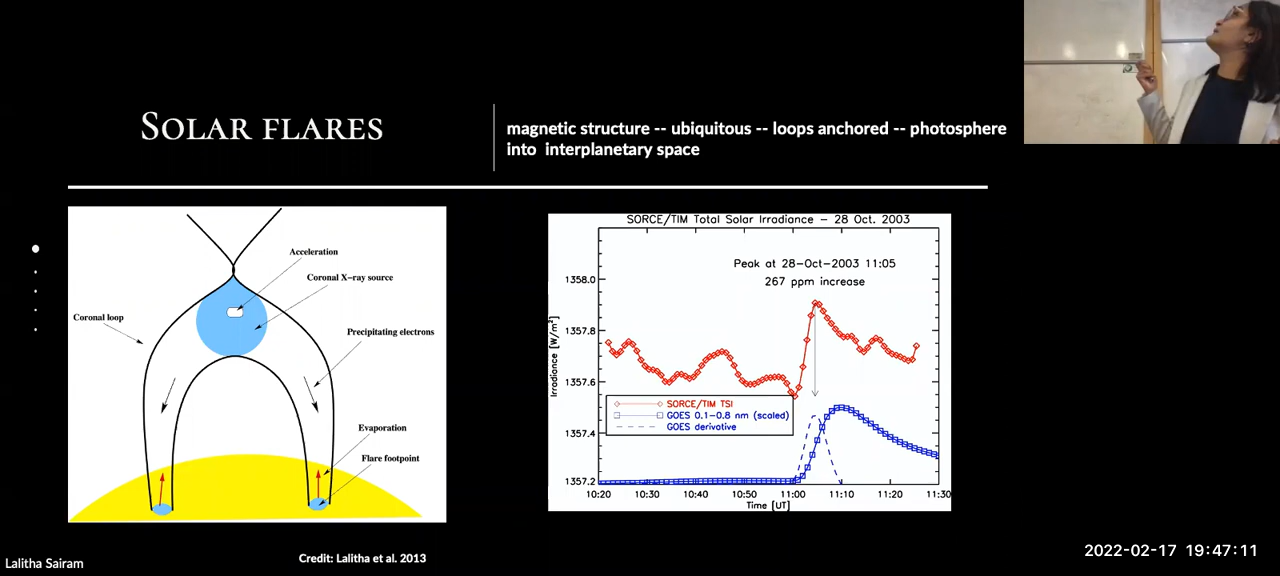 SOLAR FLARES
magnetic structure -- ubiquitous -- loops anchored -- photosphere
into interplanetary space
Acceleration
Coronal X-ray source
Coronal loop
Precipitating electrons
Evaporation
Flare footpoint
Credit: Lalitha et al. 2013
SORCE/TIM Total Solar Irradiance - 28 Oct. 2003
Peak at 28-Oct-2003 11:05
267 ppm increase
Irradiance [W/m²]
1358.0
1357.8
1357.6
1357.4
1357.2
SORCE/TIM TSI
GOES 0.1-0.8 nm (scaled)
GOES derivative
10:20 10:30 10:40 10:50 11:00 11:10 11:20 11:30
Time [UT]
Lalitha Sairam
2022-02-17 19:47:11